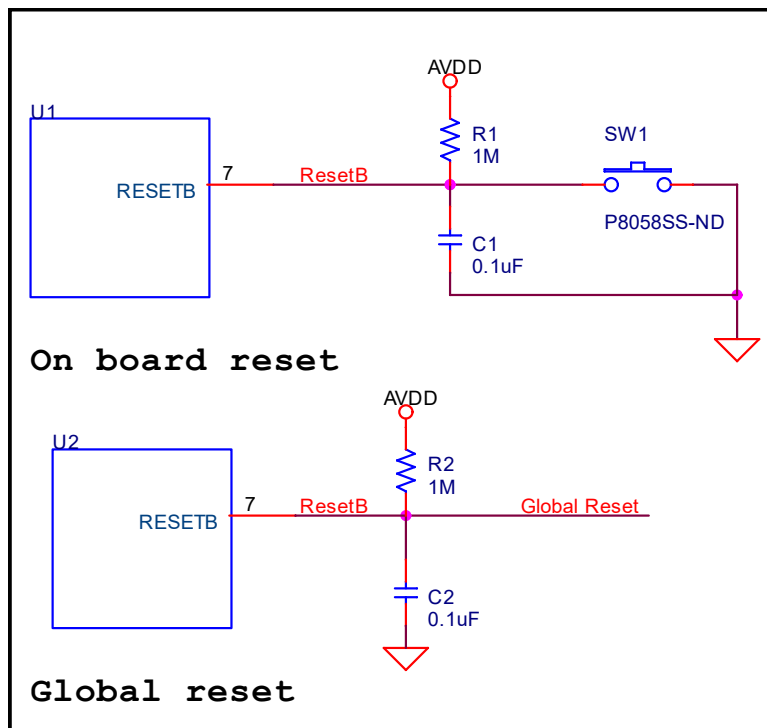 AVDD
U1
R1
1M
SW1
7
ResetB
RESETB
P8058SS-ND
C1
0.1uF
On board reset
AVDD
U2
R2
1M
7
ResetB
Global Reset
RESETB
C2
0.1uF
Global reset